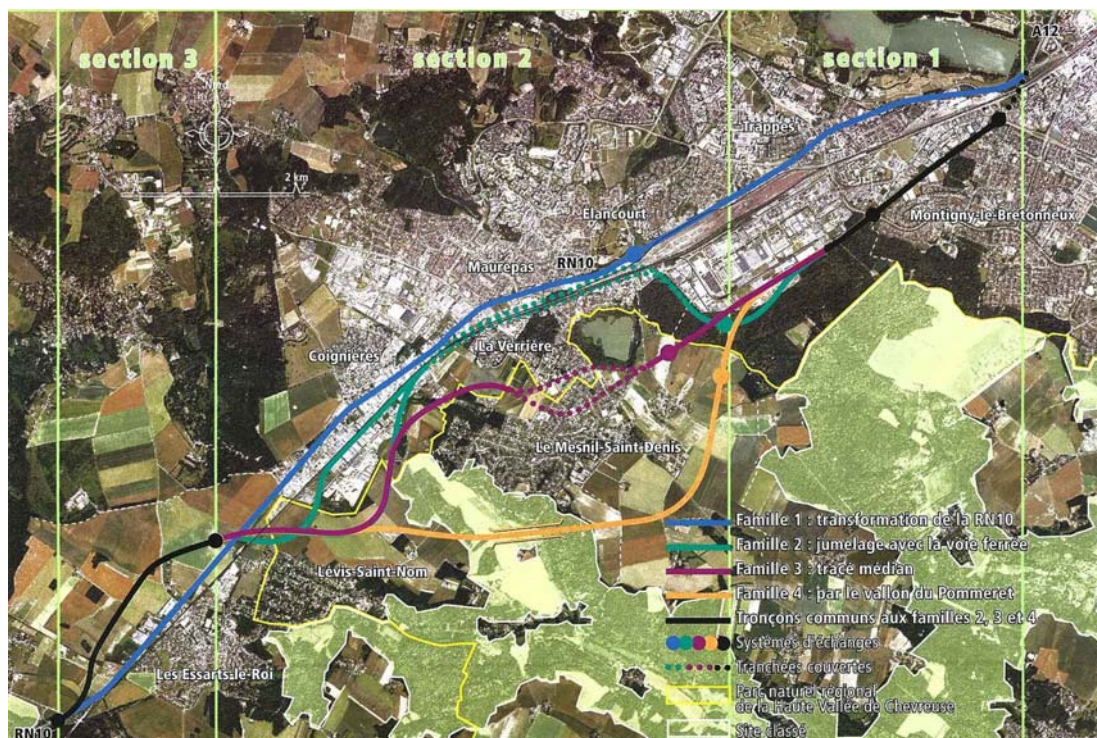 section 3
section 2
section 1
A12
Nord
Trappes
2 km
Elancourt
Montigny-le-Bretonneux
Maurepas
RN10
La Verrière
Coignières
Le Mesnil-Saint-Denis
Famille 1 : transformation de la RN10
Famille 2 : jumelage avec la voie ferrée
Famille 3 : tracé médian
Lévis-Saint-Nom
Famille 4 : par le vallon du Pommeret
Tronçons communs aux familles 2, 3 et 4
Systèmes d'échanges
Tranchées couvertes
Les Essarts-le-Roi
Parc naturel régional
de la Haute Vallée de Chevreuse
Site classé
RN10